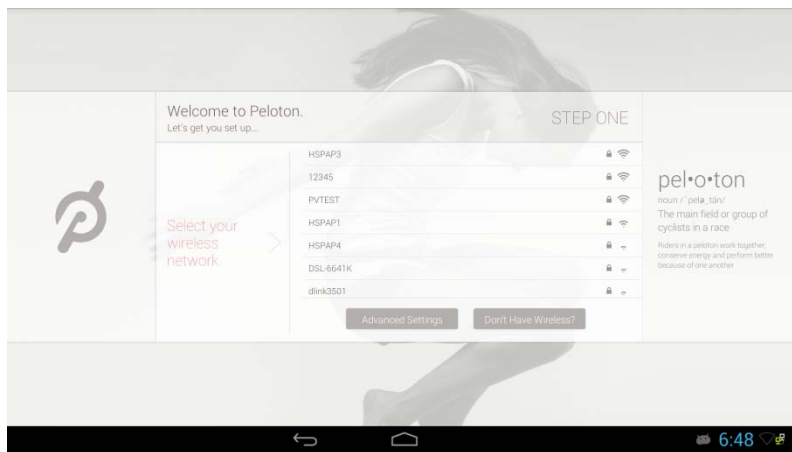 Welcome to Peloton.
Let's get you set up...
STEP ONE
Select your
wireless
network
HSPAP3
12345
PVTEST
HSPAP1
HSPAP4
DSL-6641K
dlink3501
Advanced Settings
Don't Have Wireless?
pel•o•ton
noun /ˈpeləˌtän/
The main field or group of
cyclists in a race
Riders in a peloton work together,
conserve energy and perform better
because of one another
6:48